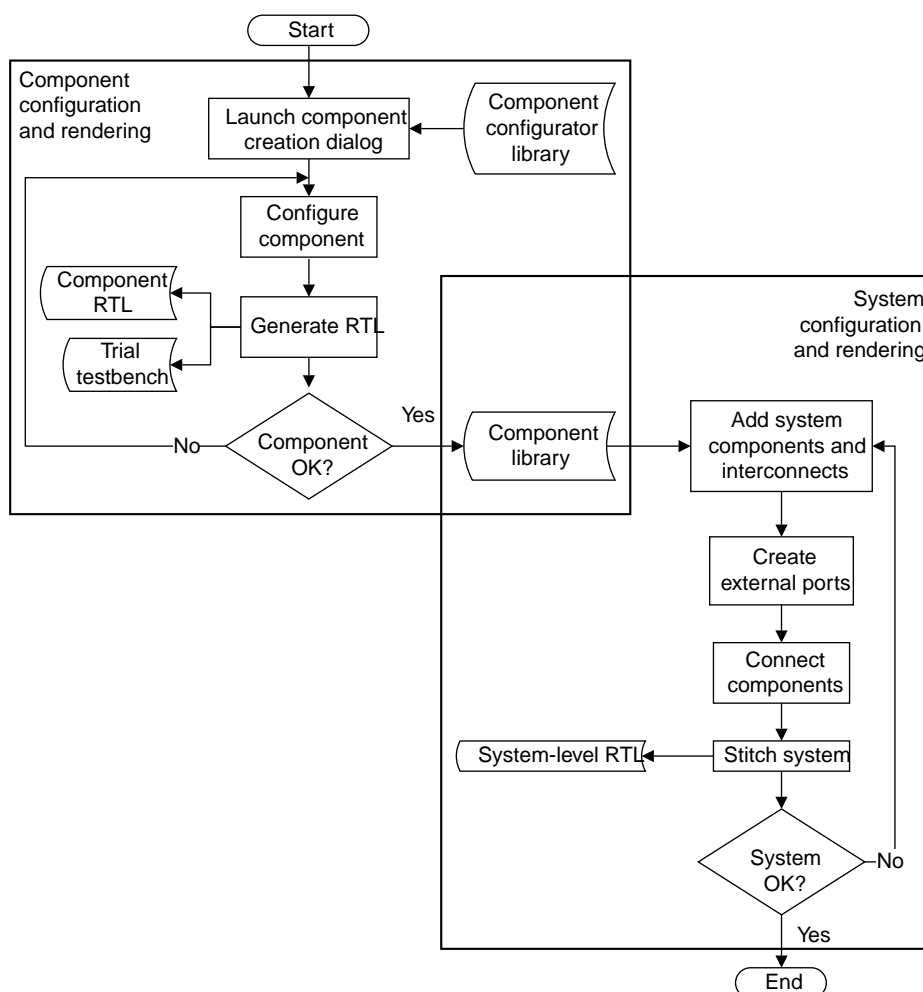 Start
Component
configuration
and rendering
Launch component
creation dialog
Component
configurator
library
Configure
component
Component
RTL
Generate RTL
Trial
testbench
Component
OK?
No
Yes
Component
library
System
configuration
and rendering
Add system
components and
interconnects
Create
external ports
Connect
components
System-level RTL
Stitch system
System
OK?
No
Yes
End